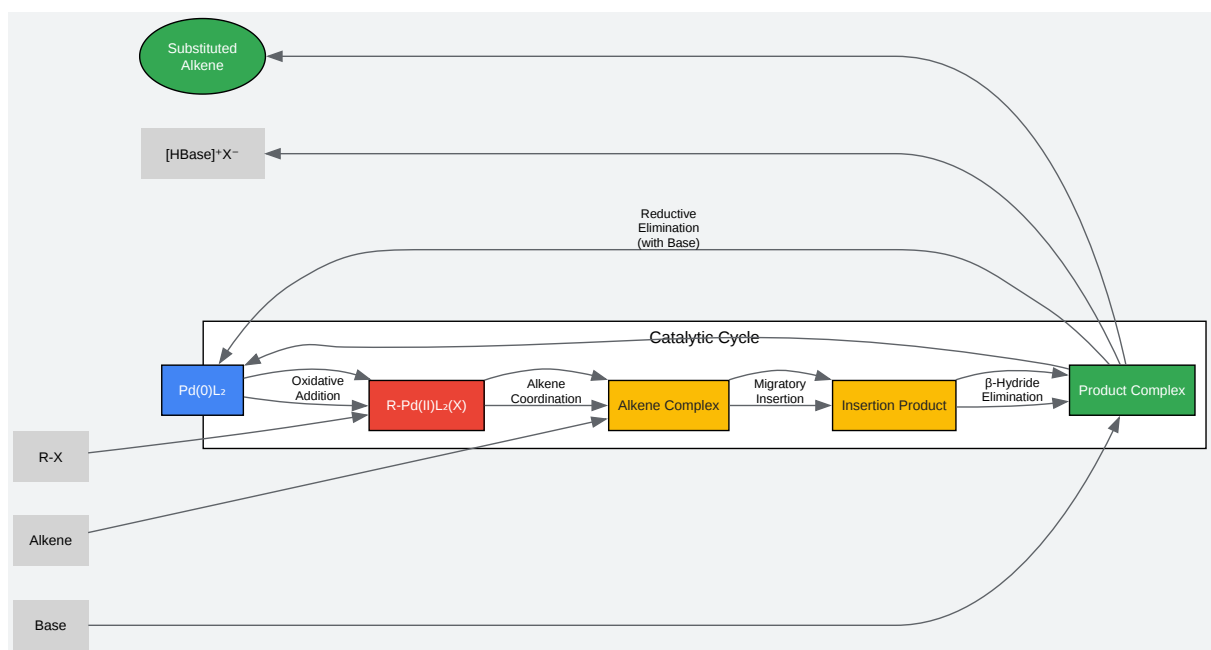 Substituted
Alkene
[HBase]⁺X⁻
Reductive
Elimination
(with Base)
Catalytic Cycle
Pd(0)L₂
Oxidative
Addition
R-Pd(II)L₂(X)
Alkene
Coordination
Alkene Complex
Migratory
Insertion
Insertion Product
β-Hydride
Elimination
Product Complex
R-X
Alkene
Base